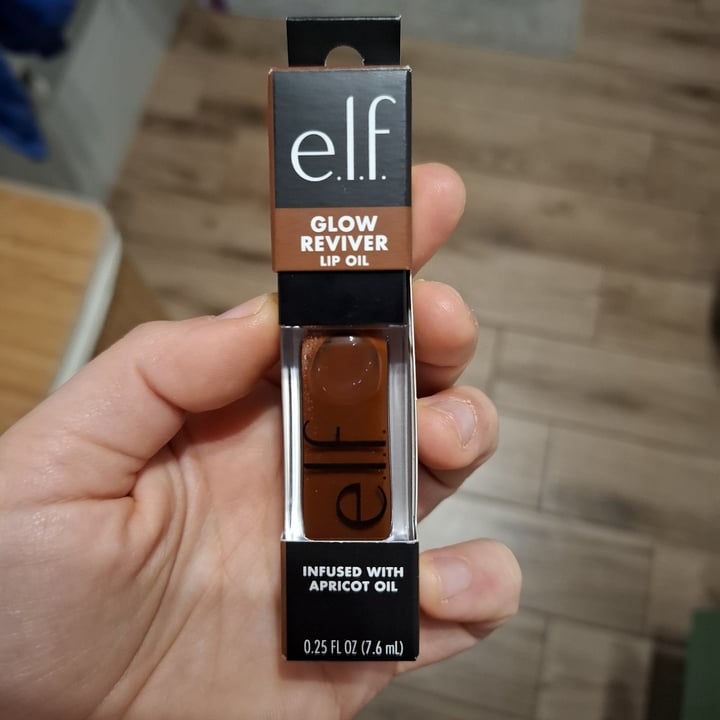 e.l.f.
GLOW
REVIVER
LIP OIL
e.l.f.
INFUSED WITH
APRICOT OIL
0.25 FL OZ (7.6 mL)